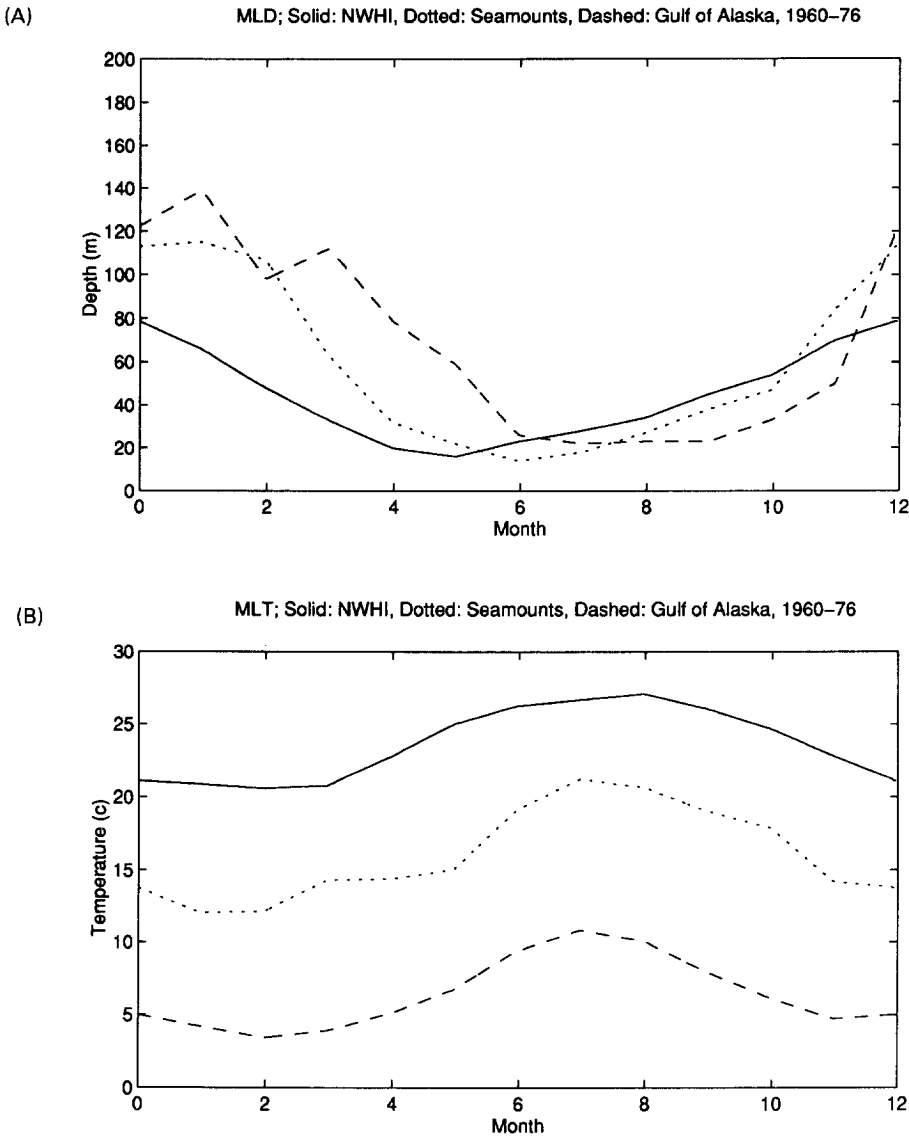 (A)
MLD; Solid: NWHI, Dotted: Seamounts, Dashed: Gulf of Alaska, 1960–76
200
180
160
140
120
100
80
60
40
20
0
Depth (m)
0 2 4 6 8 10 12
Month
(B)
MLT; Solid: NWHI, Dotted: Seamounts, Dashed: Gulf of Alaska, 1960–76
30
25
20
15
10
5
0
Temperature (c)
0 2 4 6 8 10 12
Month